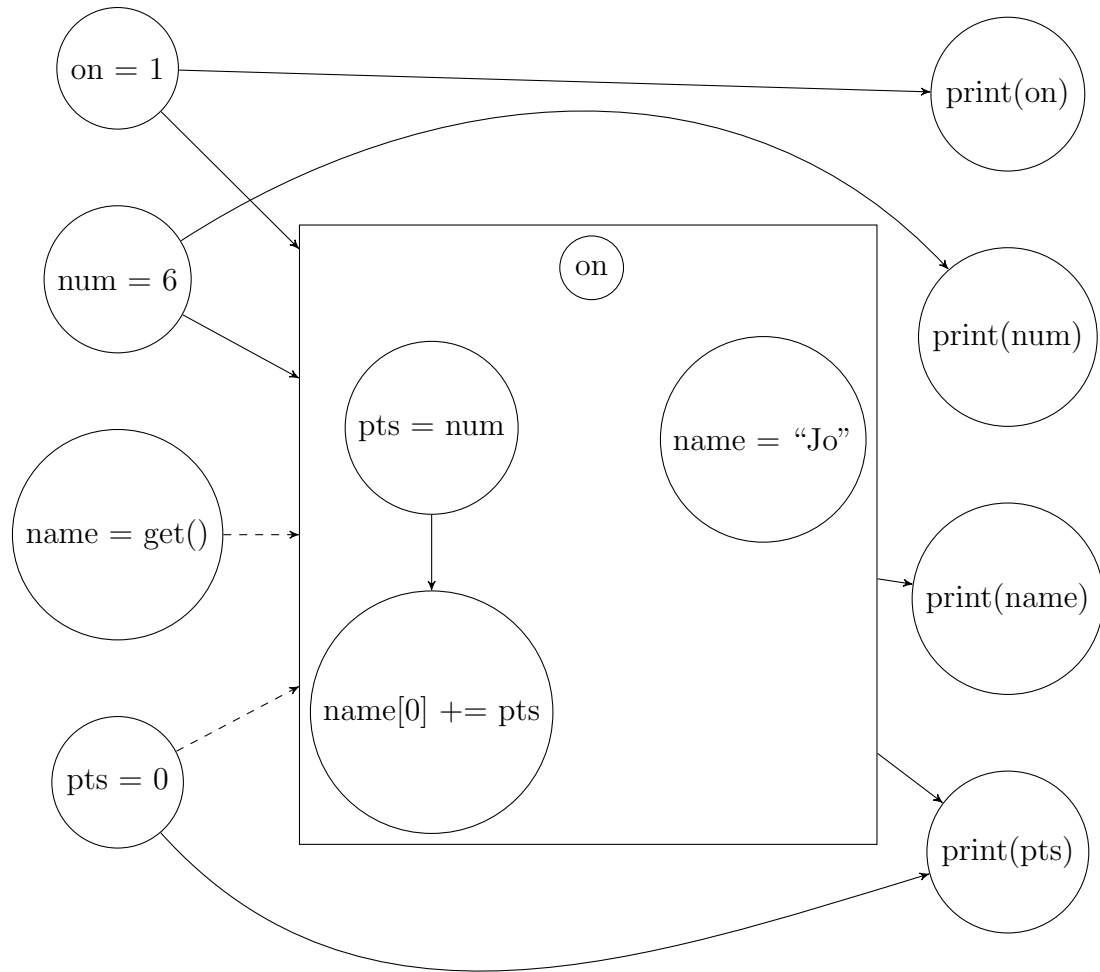 on = 1
print(on)
num = 6
on
print(num)
pts = num
name = “Jo”
name = get()
print(name)
name[0] += pts
pts = 0
print(pts)